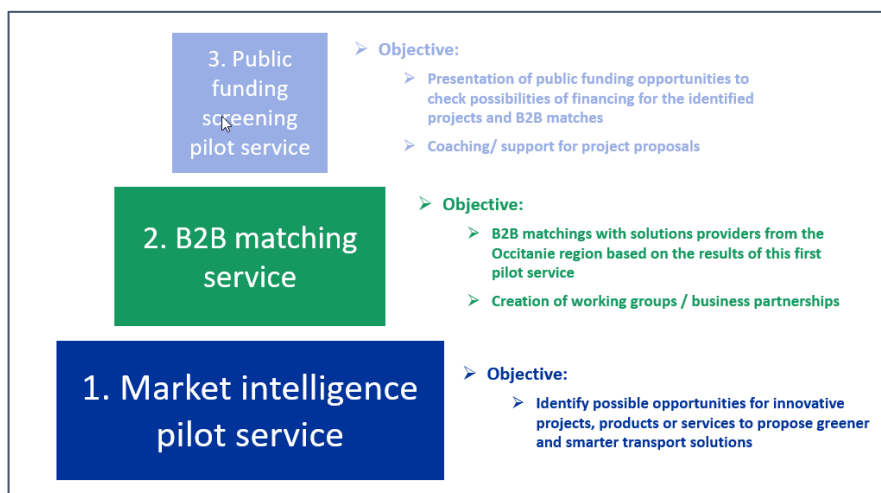 3. Public
funding
screening
pilot service
Objective:
Presentation of public funding opportunities to
check possibilities of financing for the identified
projects and B2B matches
Coaching/ support for project proposals
2. B2B matching
service
Objective:
B2B matchings with solutions providers from the
Occitanie region based on the results of this first
pilot service
Creation of working groups / business partnerships
1. Market intelligence
pilot service
Objective:
Identify possible opportunities for innovative
projects, products or services to propose greener
and smarter transport solutions